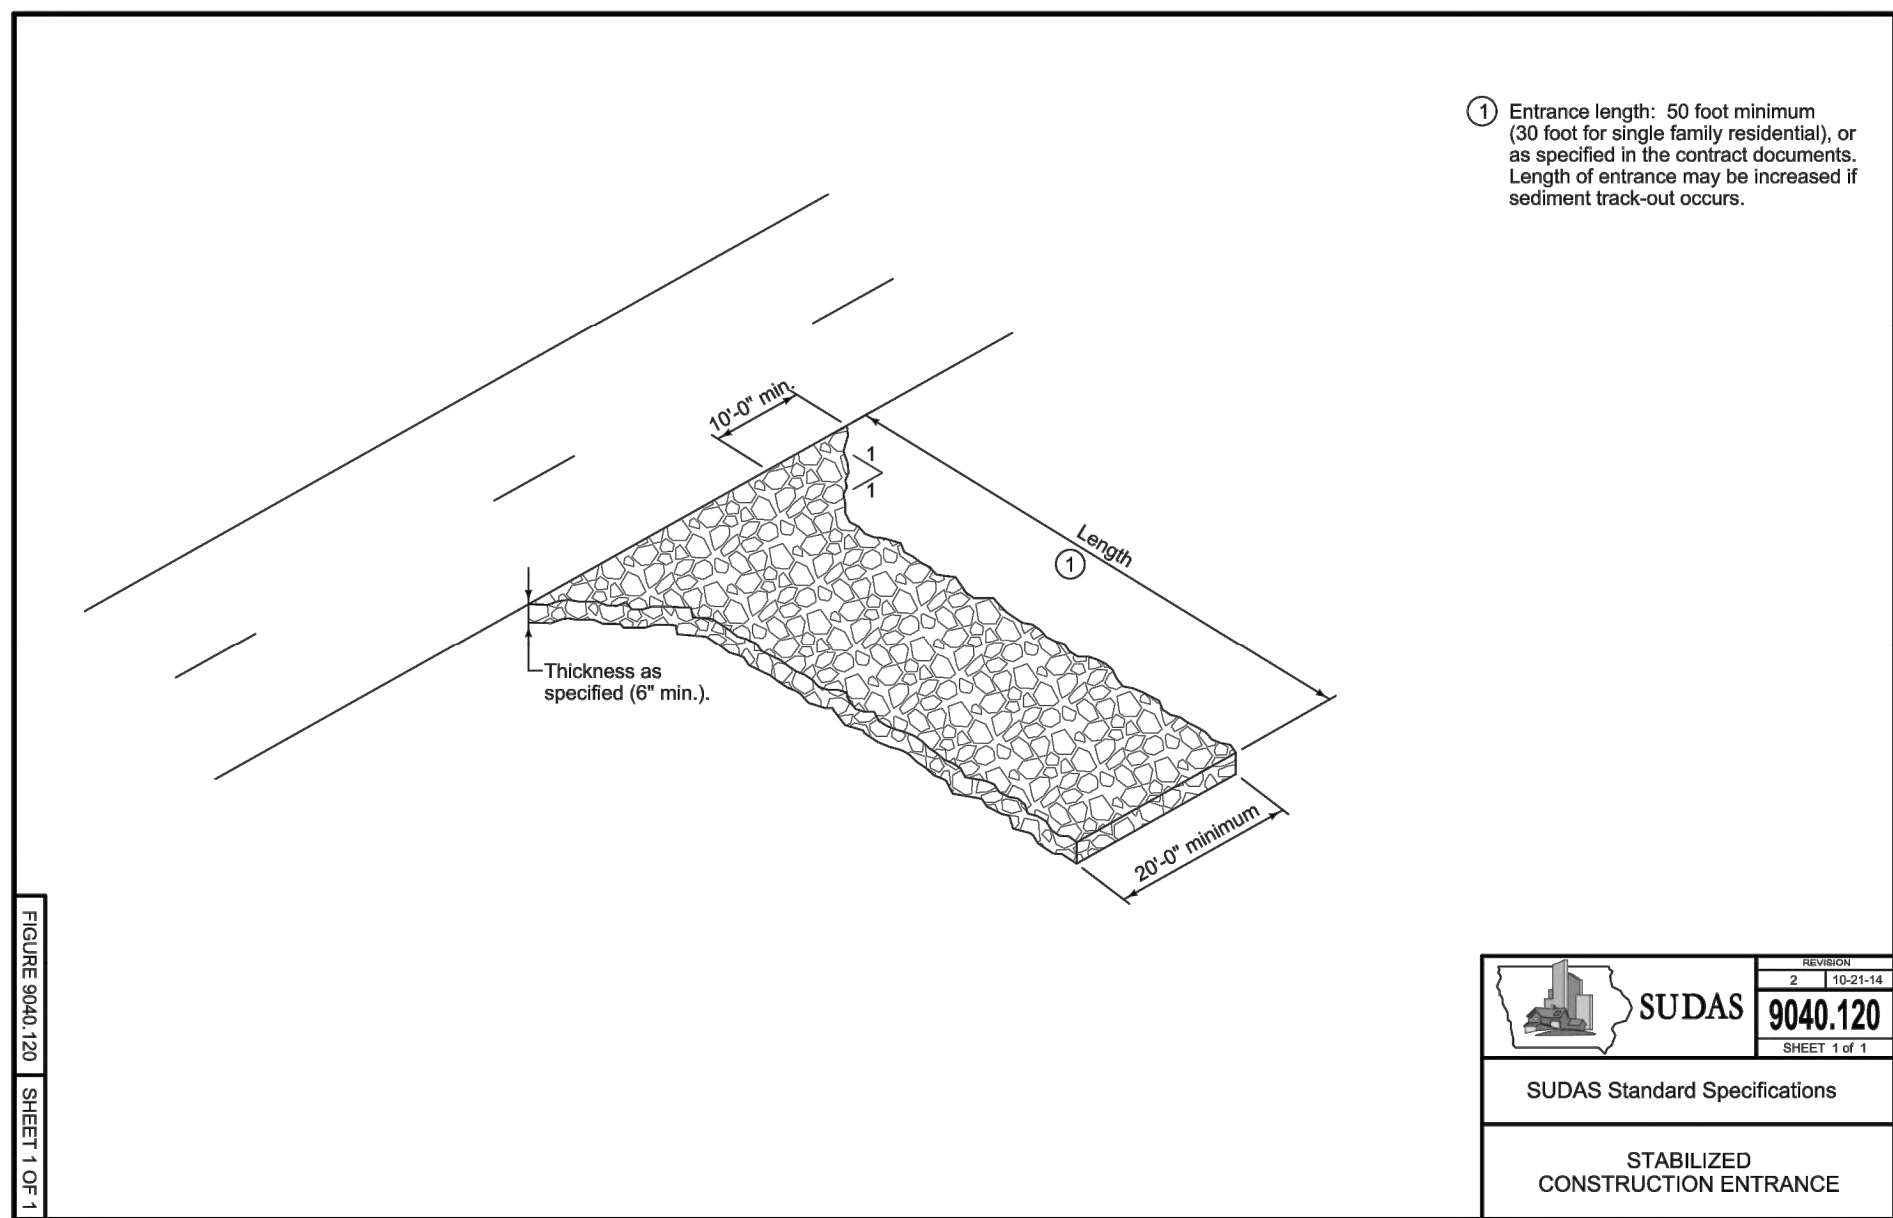 1 Entrance length: 50 foot minimum
(30 foot for single family residential), or
as specified in the contract documents.
Length of entrance may be increased if
sediment track-out occurs.
10'-0" min.
1
1
Length
1
Thickness as
specified (6" min.).
20'-0" minimum
FIGURE 9040.120
SHEET 1 OF 1
SUDAS
REVISION
2 10-21-14
9040.120
SHEET 1 of 1
SUDAS Standard Specifications
STABILIZED
CONSTRUCTION ENTRANCE